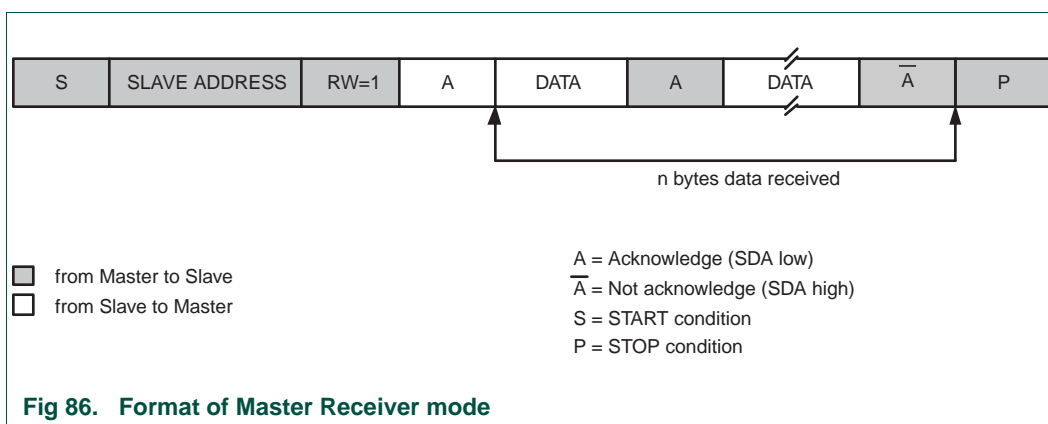 S SLAVE ADDRESS RW=1 A DATA A DATA A̅ P
n bytes data received
from Master to Slave
from Slave to Master
A = Acknowledge (SDA low)
A̅ = Not acknowledge (SDA high)
S = START condition
P = STOP condition
Fig 86. Format of Master Receiver mode